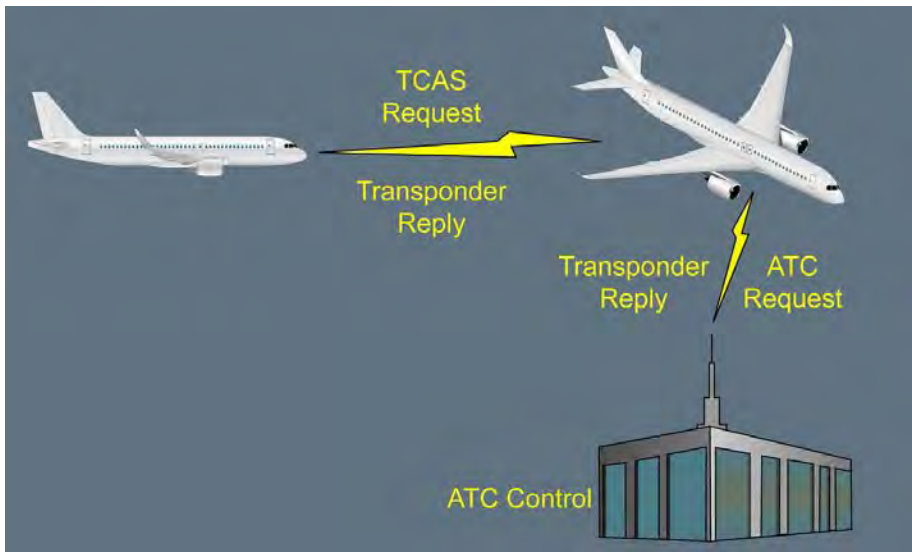 TCAS
Request
Transponder
Reply
Transponder
Reply
ATC
Request
ATC Control